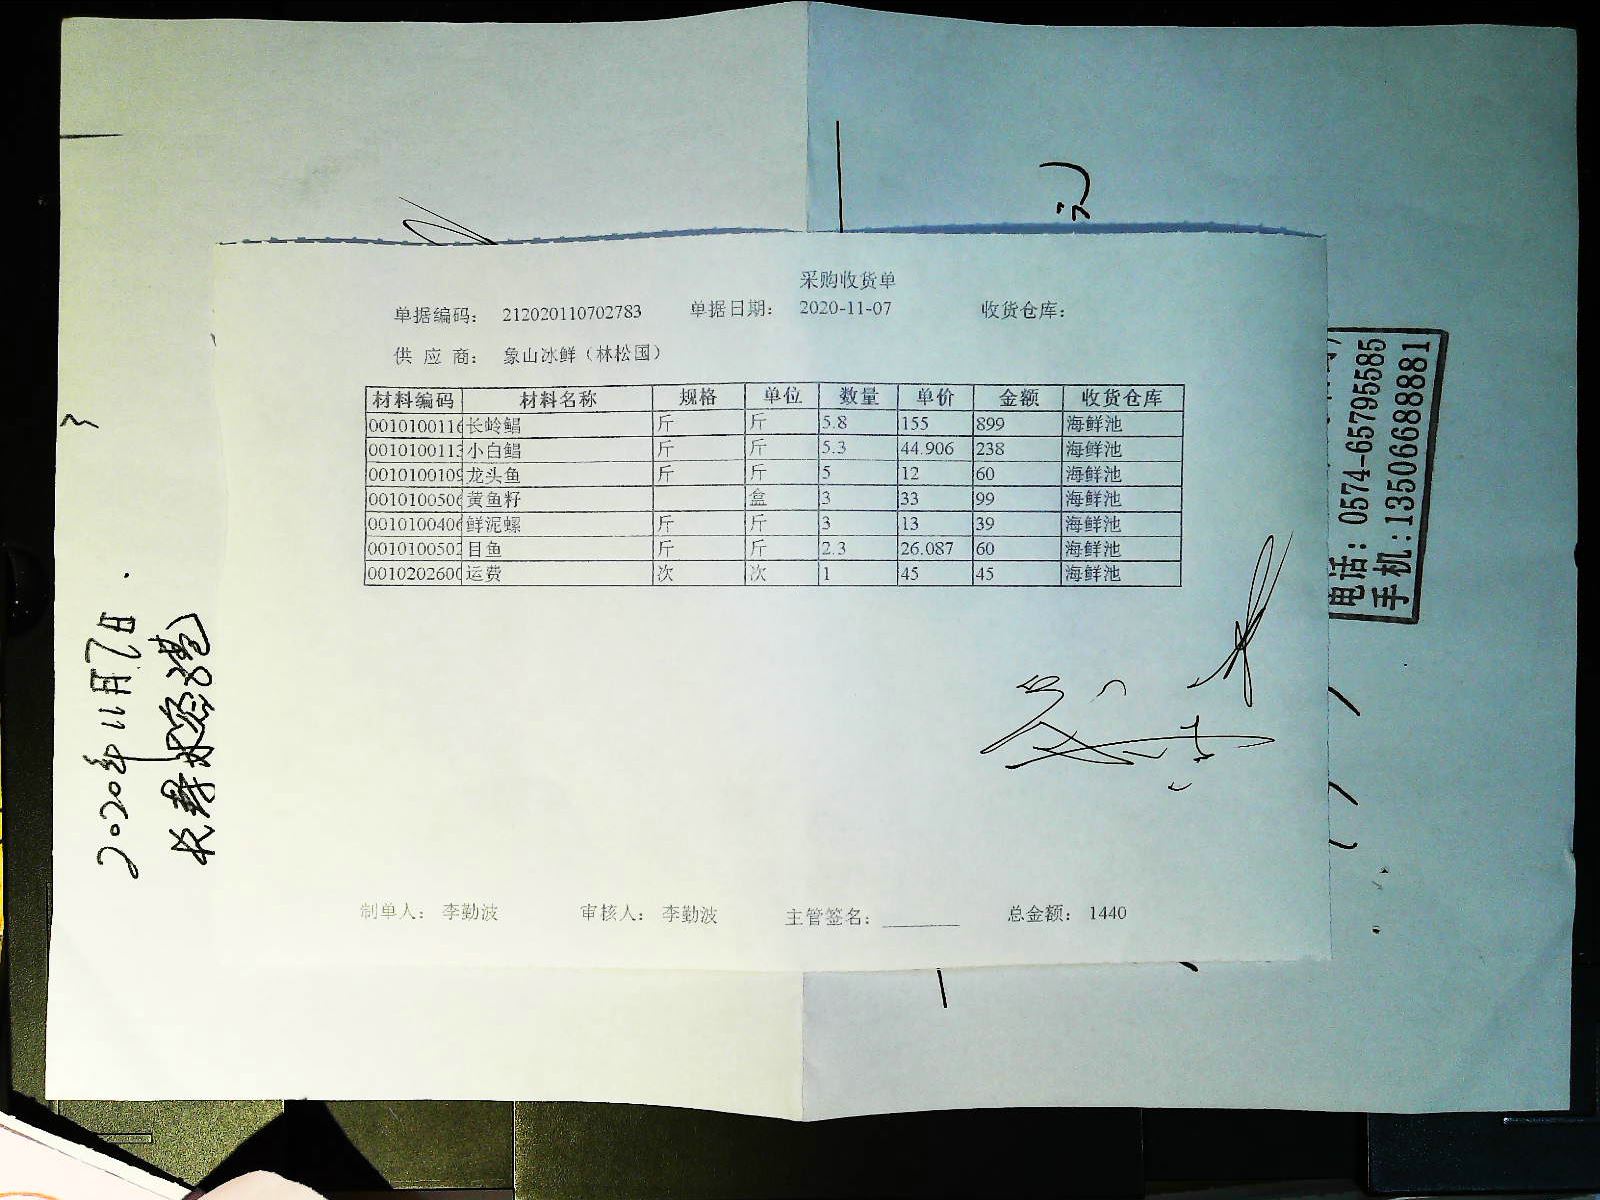 采购收货单
单据编码： 212020110702783 单据日期： 2020-11-07 收货仓库：
供 应 商： 象山冰鲜（林松国）
材料编码 材料名称 规格 单位 数量 单价 金额 收货仓库
0010100116 长岭鲳 斤 斤 5.8 155 899 海鲜池
0010100113 小白鲳 斤 斤 5.3 44.906 238 海鲜池
0010100109 龙头鱼 斤 斤 5 12 60 海鲜池
0010100506 黄鱼籽 盒 3 33 99 海鲜池
0010100406 鲜泥螺 斤 斤 3 13 39 海鲜池
0010100502 目鱼 斤 斤 2.3 26.087 60 海鲜池
0010202600 运费 次 次 1 45 45 海鲜池
制单人： 李勤波 审核人： 李勤波 主管签名： 总金额： 1440
2020年11月7日
电话：0574-65795585
手机：13506688881